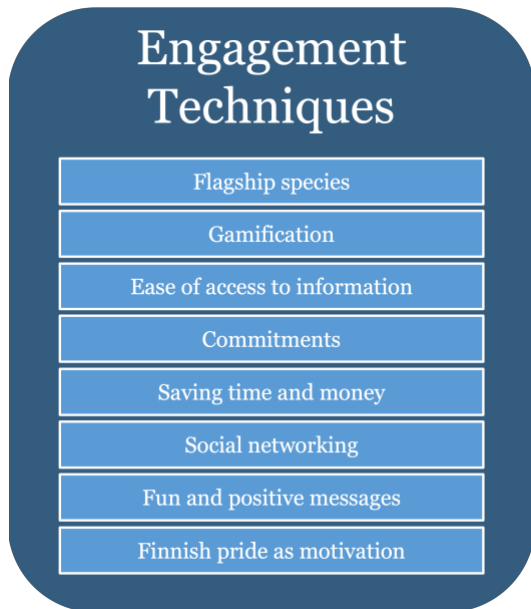 Engagement
Techniques
Flagship species
Gamification
Ease of access to information
Commitments
Saving time and money
Social networking
Fun and positive messages
Finnish pride as motivation